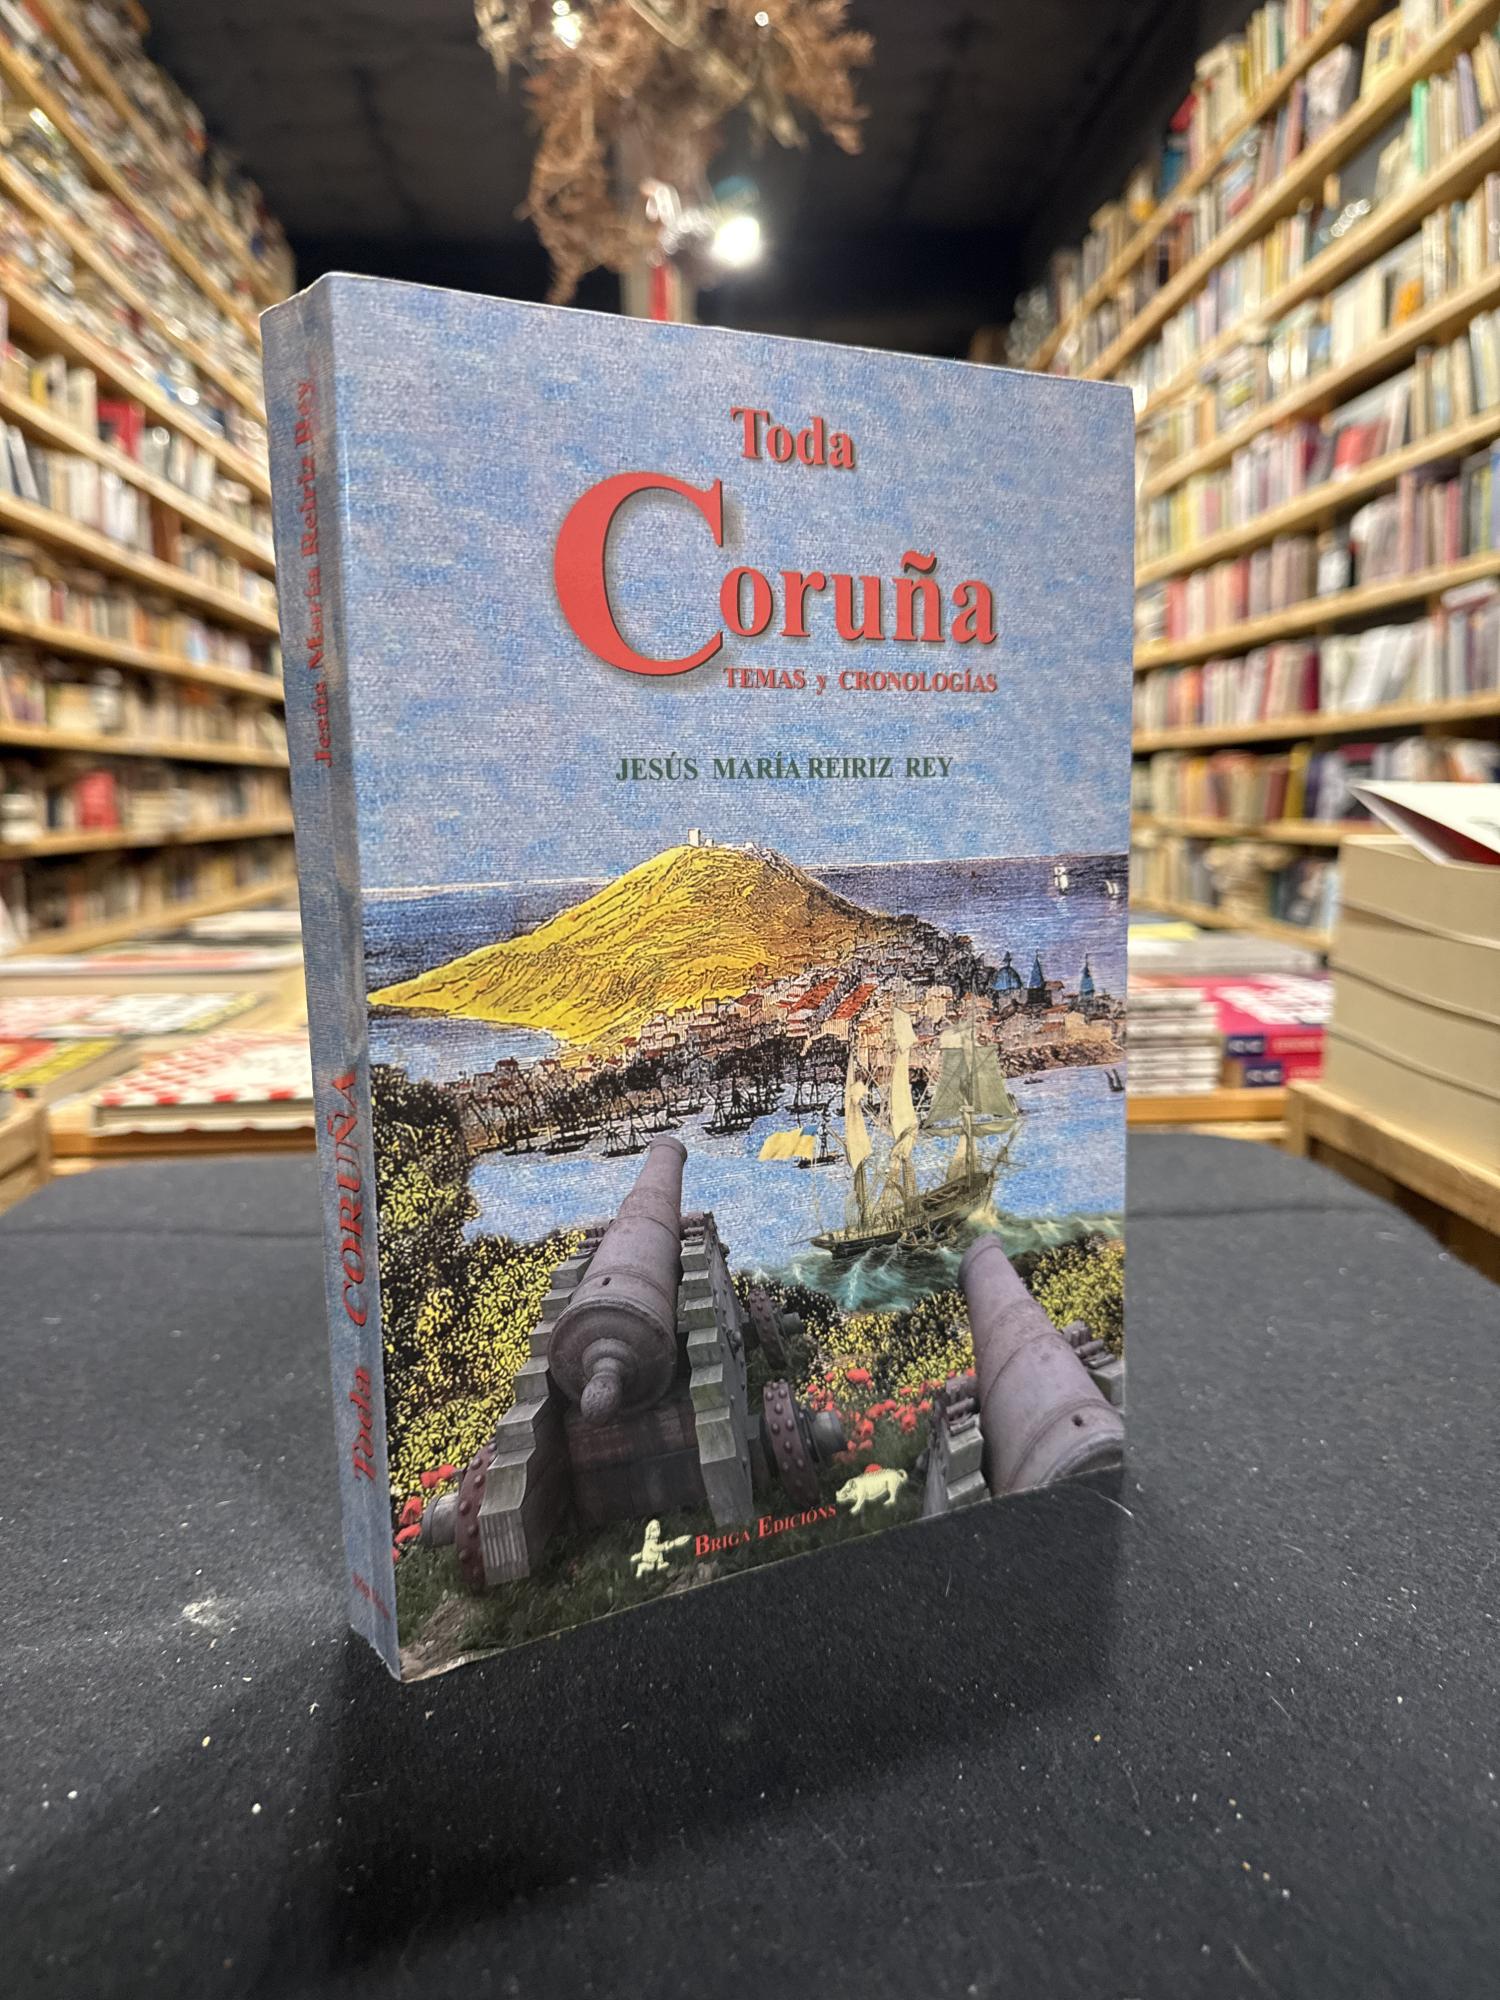 Toda
Coruña
TEMAS y CRONOLOGÍAS
JESÚS MARÍA REIRIZ REY
BRIGA EDICIÓNS
Jesús María Reiriz Rey
Toda CORUÑA